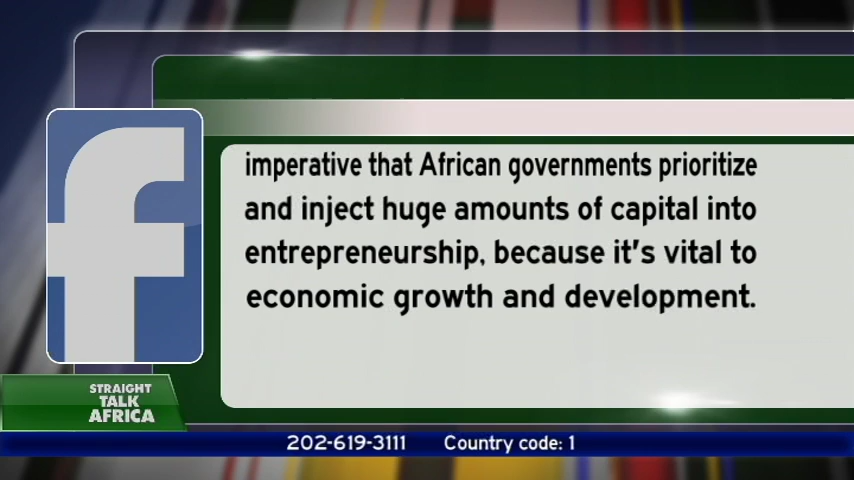 imperative that African governments prioritize
and inject huge amounts of capital into
entrepreneurship, because it's vital to
economic growth and development.
f
STRAIGHT
TALK
AFRICA
202-619-3111 Country code: 1